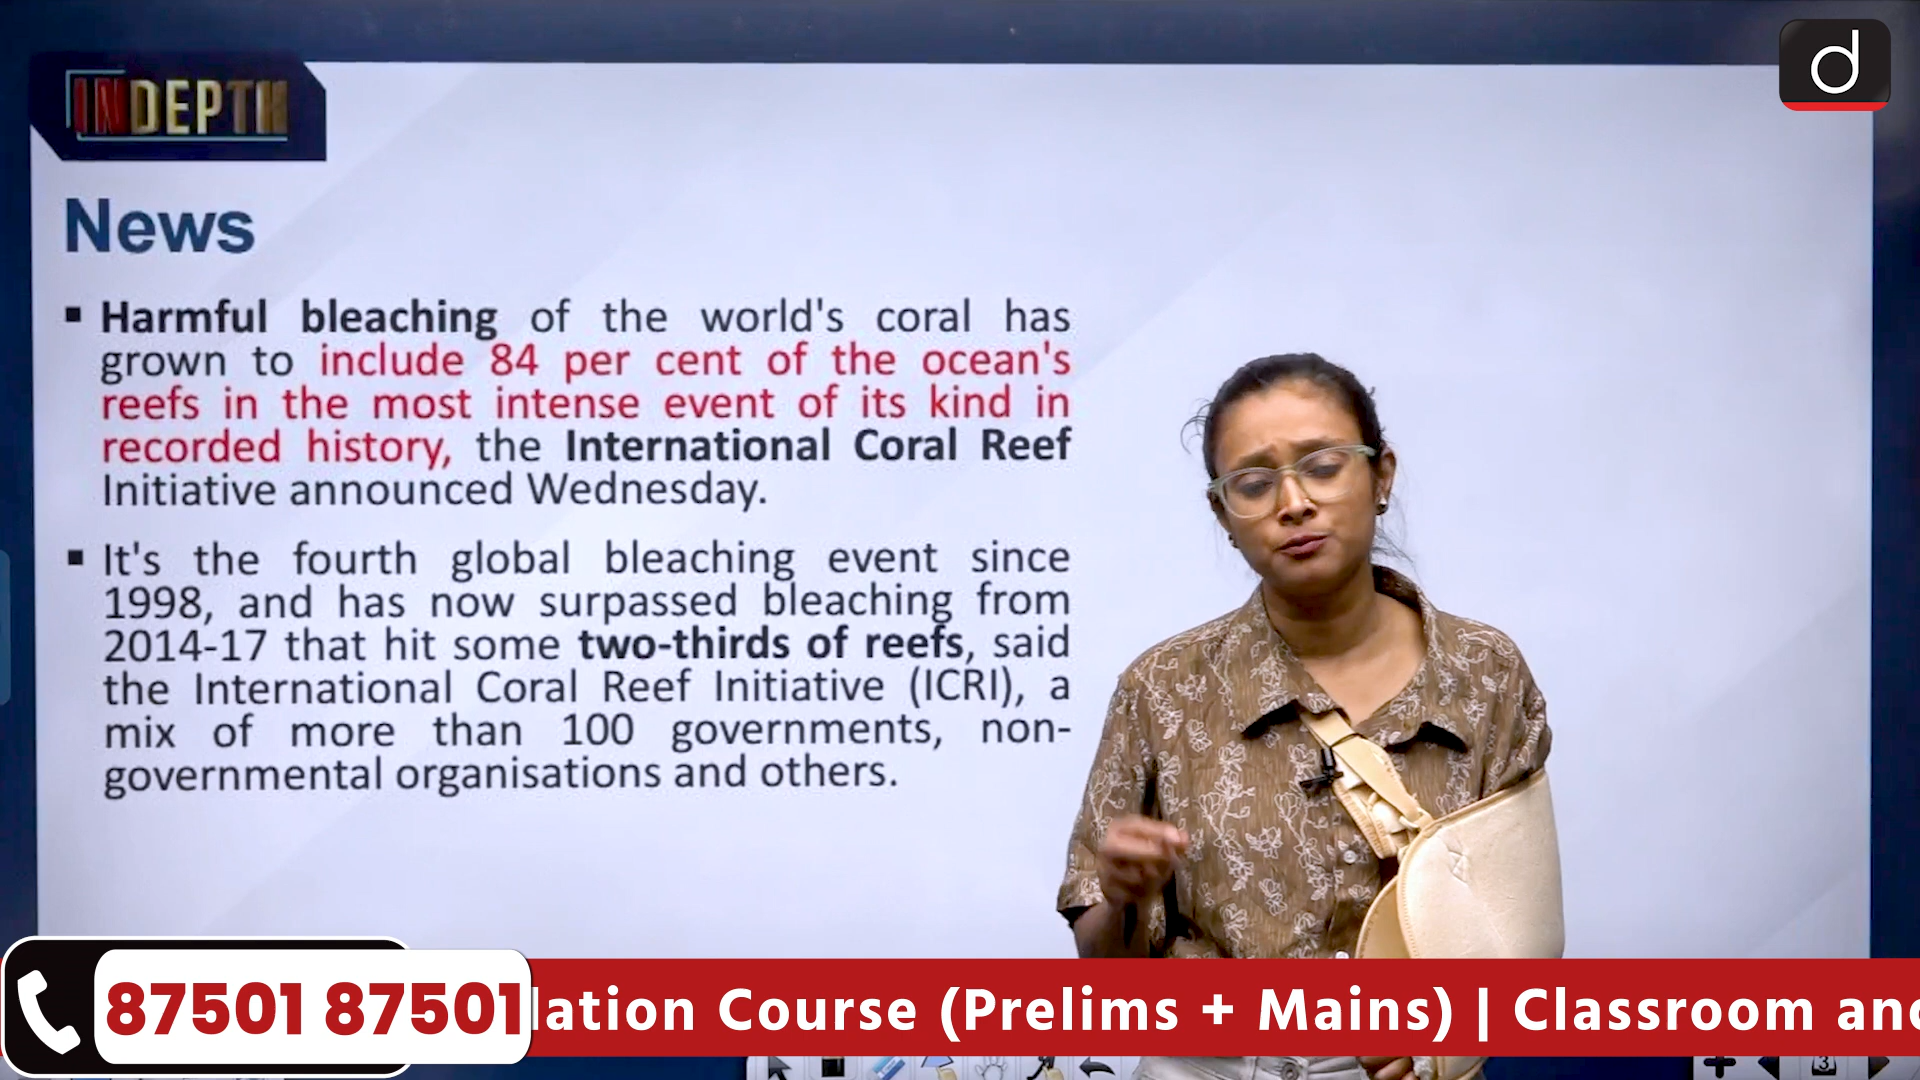 INDEPTH
d
News
▪ Harmful bleaching of the world's coral has
grown to include 84 per cent of the ocean's
reefs in the most intense event of its kind in
recorded history, the International Coral Reef
Initiative announced Wednesday.
▪ It's the fourth global bleaching event since
1998, and has now surpassed bleaching from
2014-17 that hit some two-thirds of reefs, said
the International Coral Reef Initiative (ICRI), a
mix of more than 100 governments, non-
governmental organisations and others.
87501 87501
lation Course (Prelims + Mains) | Classroom and
3